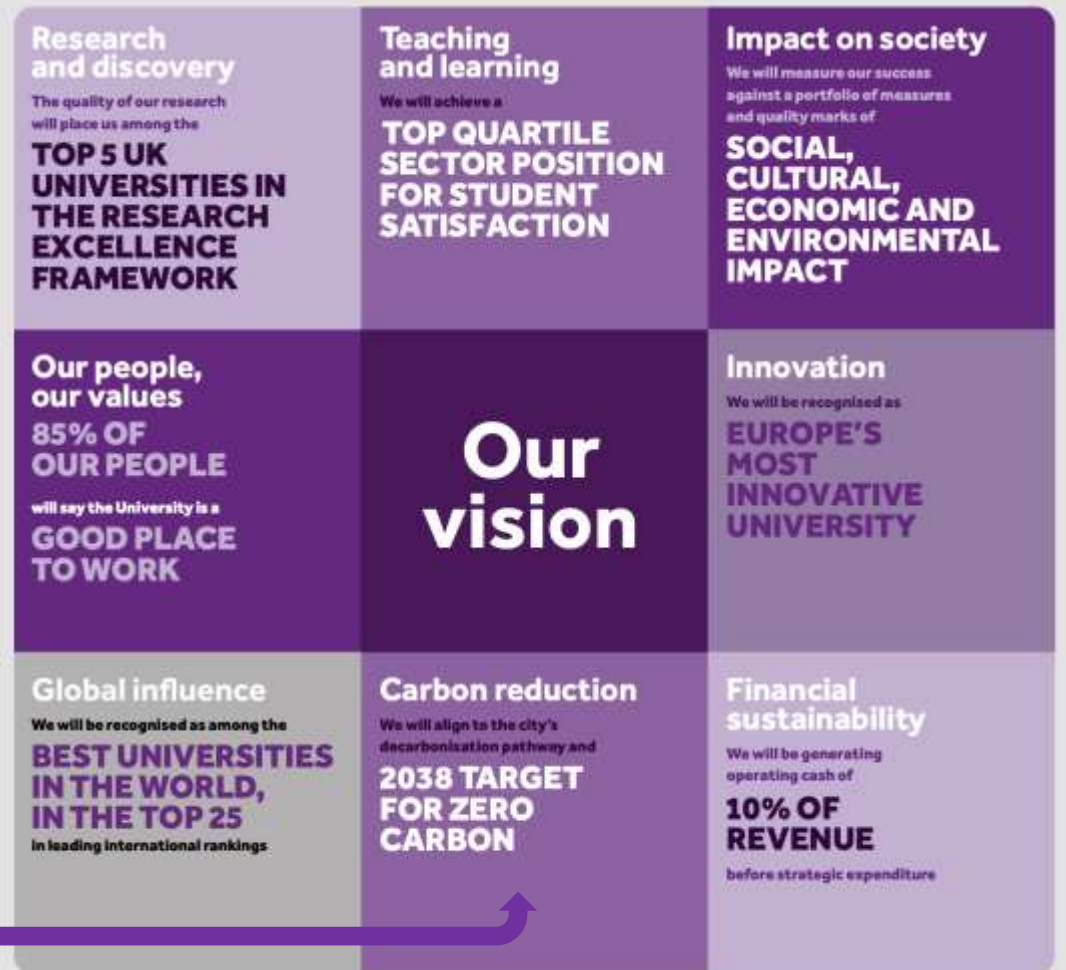 Research
and discovery
The quality of our research
will place us among the
TOP 5 UK
UNIVERSITIES IN
THE RESEARCH
EXCELLENCE
FRAMEWORK
Teaching
and learning
We will achieve a
TOP QUARTILE
SECTOR POSITION
FOR STUDENT
SATISFACTION
Impact on society
We will measure our success
against a portfolio of measures
and quality marks of
SOCIAL,
CULTURAL,
ECONOMIC AND
ENVIRONMENTAL
IMPACT
Our people,
our values
85% OF
OUR PEOPLE
will say the University is a
GOOD PLACE
TO WORK
Our
vision
Innovation
We will be recognised as
EUROPE'S
MOST
INNOVATIVE
UNIVERSITY
Global influence
We will be recognised as among the
BEST UNIVERSITIES
IN THE WORLD,
IN THE TOP 25
in leading international rankings
Carbon reduction
We will align to the city's
decarbonisation pathway and
2038 TARGET
FOR ZERO
CARBON
Financial
sustainability
We will be generating
operating cash of
10% OF
REVENUE
before strategic expenditure